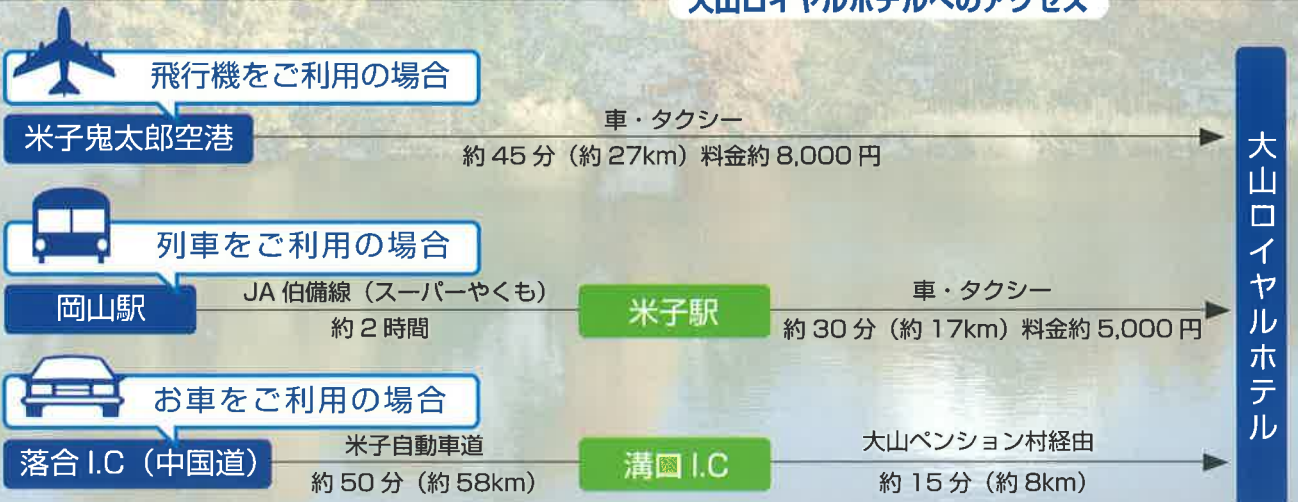 大山ロイヤルホテルへのアクセス
飛行機をご利用の場合
米子鬼太郎空港
車・タクシー
約45分（約27km）料金約8,000円
列車をご利用の場合
岡山駅
JA伯備線（スーパーやくも）
約2時間
米子駅
車・タクシー
約30分（約17km）料金約5,000円
お車をご利用の場合
落合I.C（中国道）
米子自動車道
約50分（約58km）
溝 I.C
大山ペンション村経由
約15分（約8km）
大山ロイヤルホテル